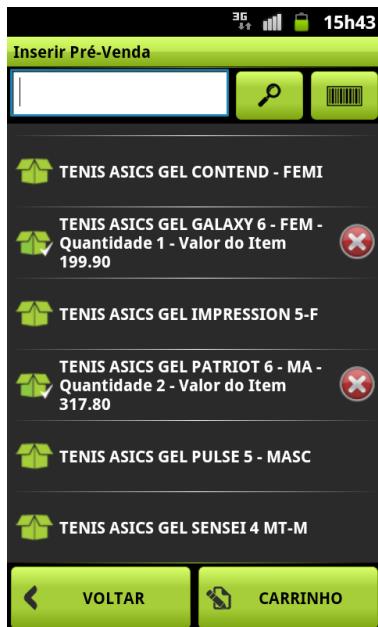 3G 15h43
Inserir Pré-Venda
TENIS ASICS GEL CONTEND - FEMI
TENIS ASICS GEL GALAXY 6 - FEM -
Quantidade 1 - Valor do Item
199.90
TENIS ASICS GEL IMPRESSION 5-F
TENIS ASICS GEL PATRIOT 6 - MA -
Quantidade 2 - Valor do Item
317.80
TENIS ASICS GEL PULSE 5 - MASC
TENIS ASICS GEL SENSEI 4 MT-M
VOLTAR
CARRINHO